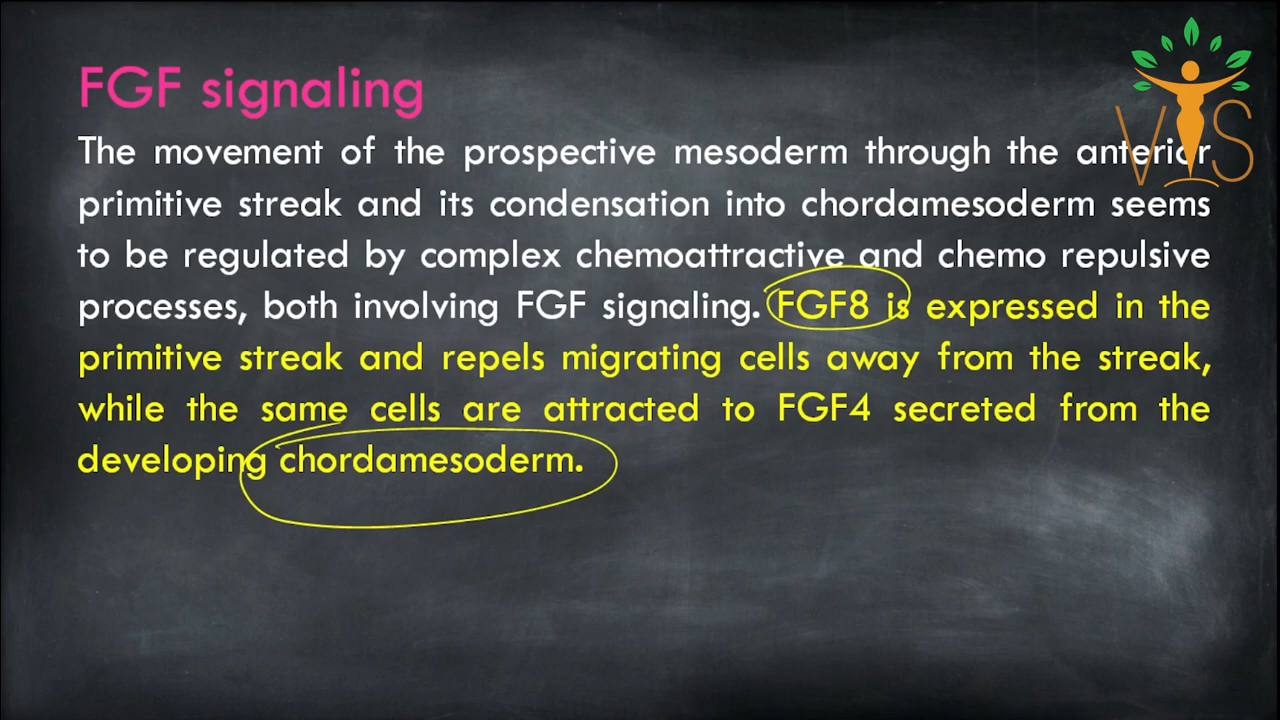 FGF signaling
The movement of the prospective mesoderm through the anterior
primitive streak and its condensation into chordamesoderm seems
to be regulated by complex chemoattractive and chemo repulsive
processes, both involving FGF signaling. FGF8 is expressed in the
primitive streak and repels migrating cells away from the streak,
while the same cells are attracted to FGF4 secreted from the
developing chordamesoderm.
VIS